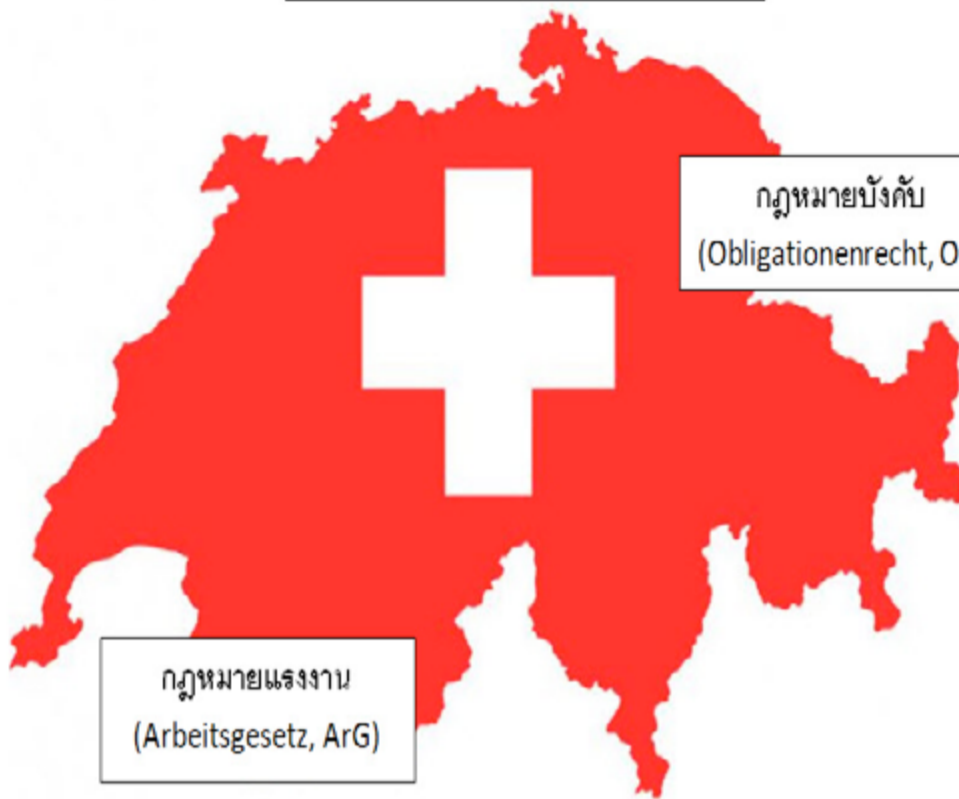 กฎหมายบังคับ
(Obligationenrecht, O
กฎหมายแรงงาน
(Arbeitsgesetz, ArG)